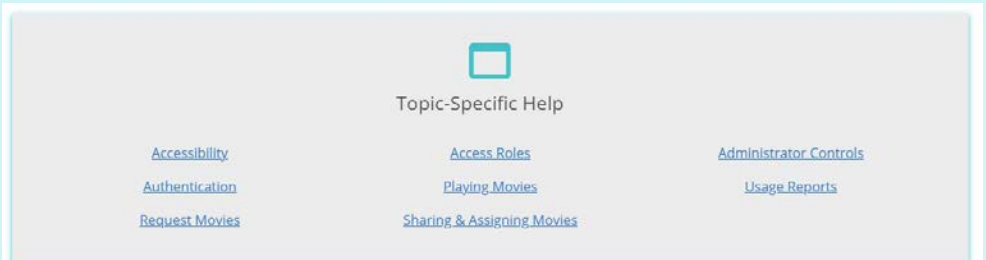 Topic-Specific Help
Accessibility Access Roles Administrator Controls
Authentication Playing Movies Usage Reports
Request Movies Sharing & Assigning Movies